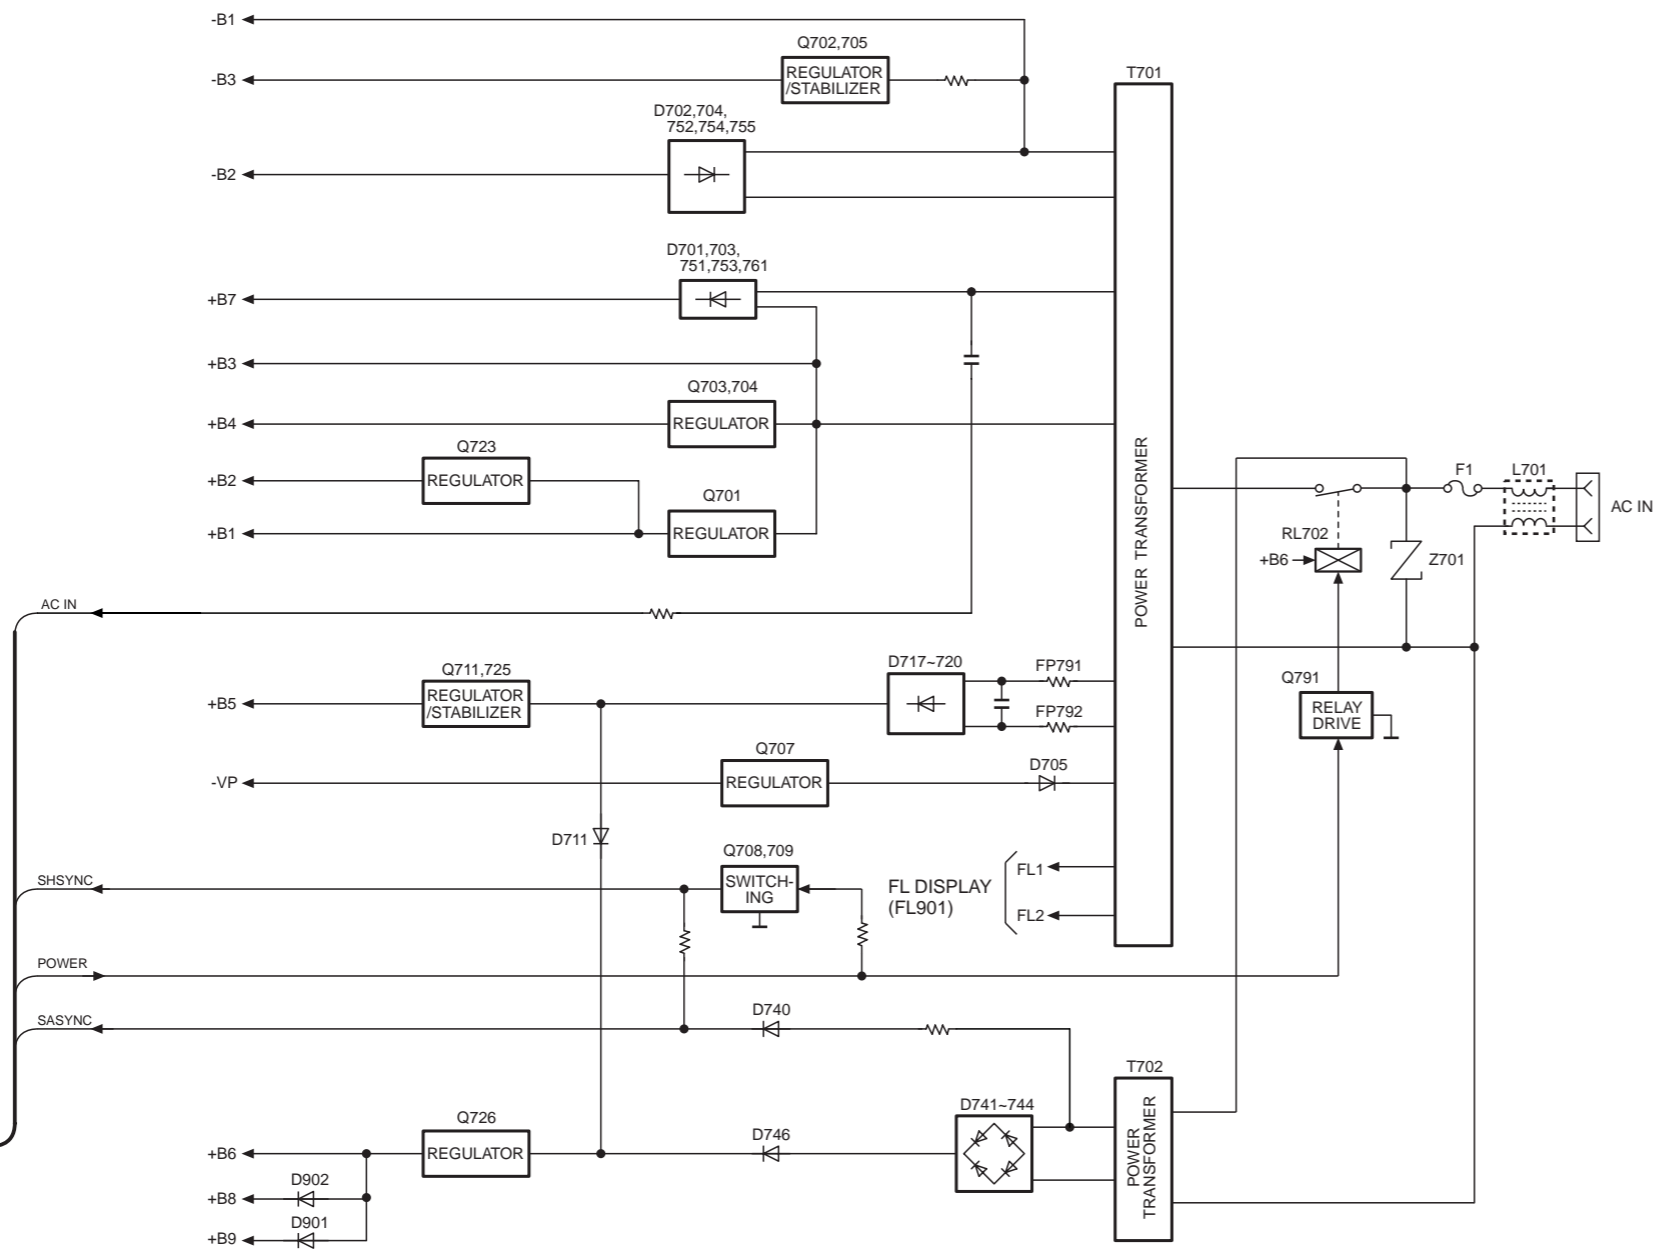 -B1
Q702,705
-B3
REGULATOR
/STABILIZER
T701
D702,704,
752,754,755
-B2
D701,703,
751,753,761
+B7
+B3
Q703,704
+B4
REGULATOR
Q723
+B2
REGULATOR
Q701
+B1
REGULATOR
POWER TRANSFORMER
F1
L701
AC IN
RL702
+B6
Z701
AC IN
Q711,725
+B5
REGULATOR
/STABILIZER
D717~720
FP791
FP792
Q791
RELAY
DRIVE
Q707
-VP
REGULATOR
D705
D711
Q708,709
SHSYNC
SWITCH-
ING
FL DISPLAY
(FL901)
FL1
FL2
POWER
SASYNC
D740
T702
D741~744
POWER
TRANSFORMER
Q726
+B6
REGULATOR
D746
D902
+B8
D901
+B9